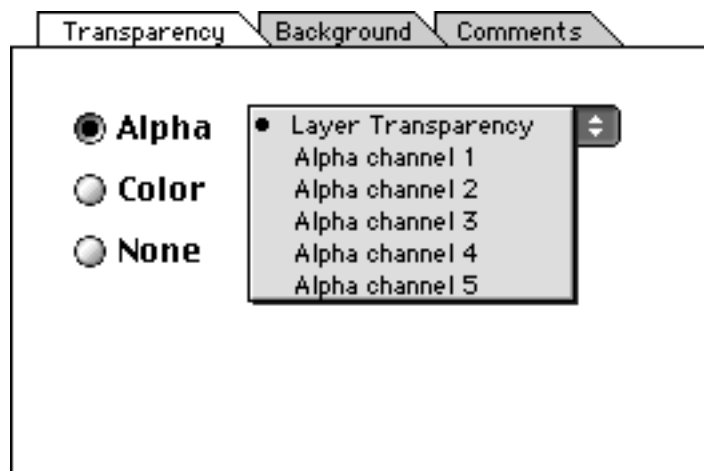 Transparency Background Comments
Alpha
Layer Transparency
Alpha channel 1
Color
Alpha channel 2
Alpha channel 3
None
Alpha channel 4
Alpha channel 5